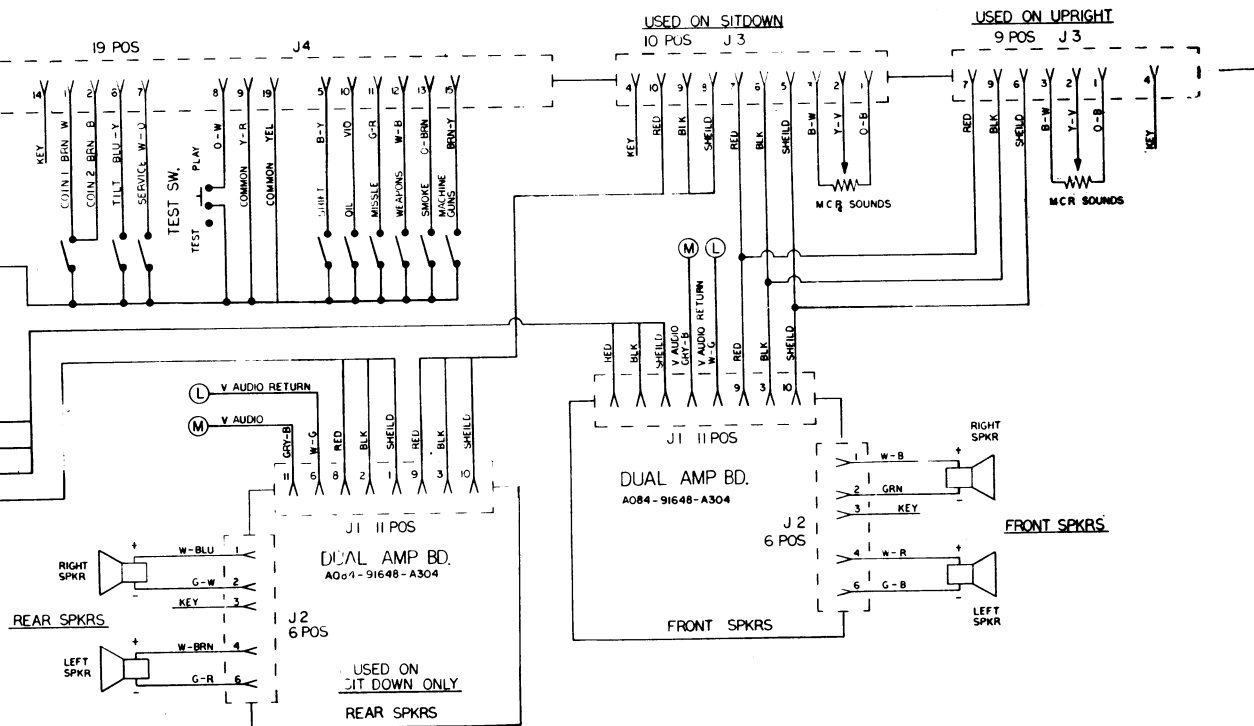 19 POS J4
USED ON SITDOWN
10 POS J3
USED ON UPRIGHT
9 POS J3
14 1 2 6 7 8 9 19 5 10 11 12 13 15
4 10 9 8 7 6 5 3 2 1
7 9 6 3 2 1 4
KEY
COIN 1 BRN W
COIN 2 BRN B
TILT BLU-Y
SERVICE W-O
TEST SW.
TEST
PLAY
O-W
COMMON Y-R
COMMON YEL
B-Y
OIL VIO
MISSLE G-R
WEAPONS W-B
SMOKE O-BRN
MACHINE GUNS BRN-Y
KEY
RED
BLK
SHEILD
RED
BLK
SHEILD
B-W
Y-V
O-B
MCR SOUNDS
RED
BLK
SHEILD
B-W
Y-V
O-B
KEY
MCR SOUNDS
M L
RED
BLK
SHEILD
V AUDIO GRY-B
V AUDIO RETURN W-G
RED
BLK
SHEILD
9 3 10
J1 11 POS
DUAL AMP BD.
A084-91648-A304
J2
6 POS
1 W-B
2 GRN
3 KEY
4 W-R
6 G-B
RIGHT SPKR
+
-
FRONT SPKRS
+
-
LEFT SPKR
FRONT SPKRS
L V AUDIO RETURN
M V AUDIO
GRY-B
W-G
RED
BLK
SHEILD
RED
BLK
SHEILD
11 6 8 2 1 9 3 10
J1 11 POS
DUAL AMP BD.
-91648-A304
RIGHT SPKR
+
-
W-BLU 1
G-W 2
KEY 3
REAR SPKRS
J2
6 POS
LEFT SPKR
+
-
W-BRN 4
G-R 6
USED ON
SIT DOWN ONLY
REAR SPKRS